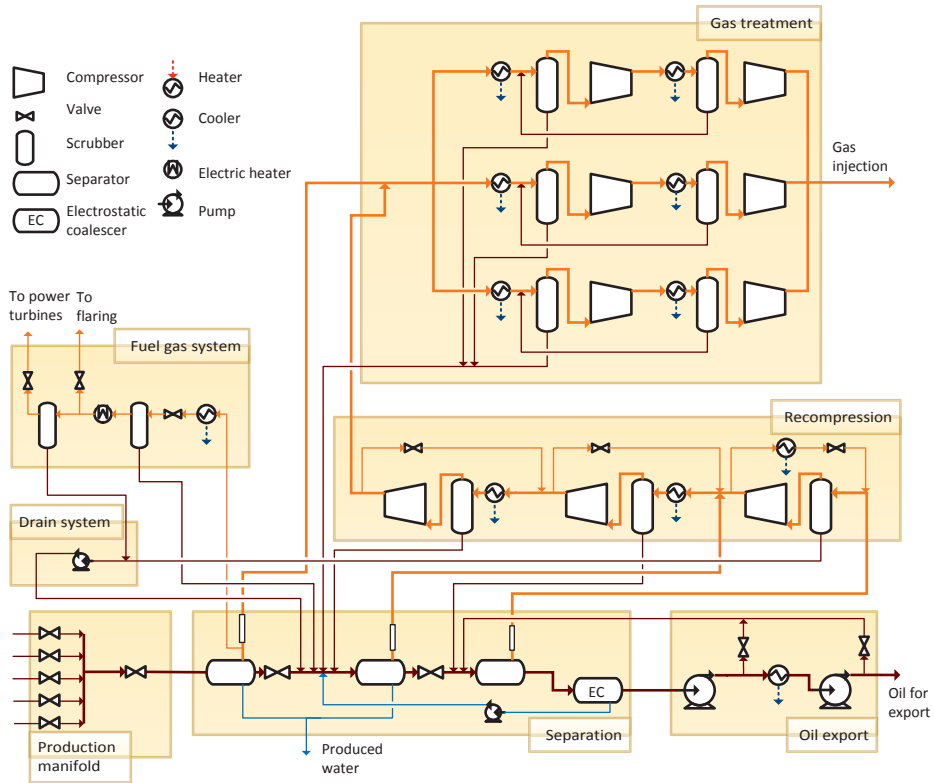 Gas treatment
Compressor
Heater
Valve
Cooler
Scrubber
Electric heater
Separator
Pump
EC
Electrostatic
coalescer
Gas
injection
To power
turbines
To
flaring
Fuel gas system
Recompression
Drain system
EC
Oil for
export
Production
manifold
Produced
water
Separation
Oil export